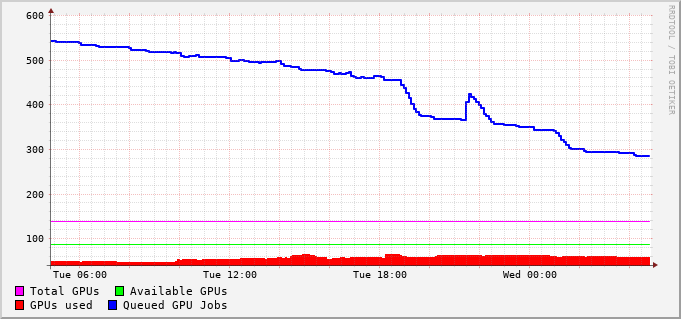 600
500
400
300
200
100
Tue 06:00 Tue 12:00 Tue 18:00 Wed 00:00
Total GPUs Available GPUs
GPUs used Queued GPU Jobs
RRDTOOL / TOBI OETIKER